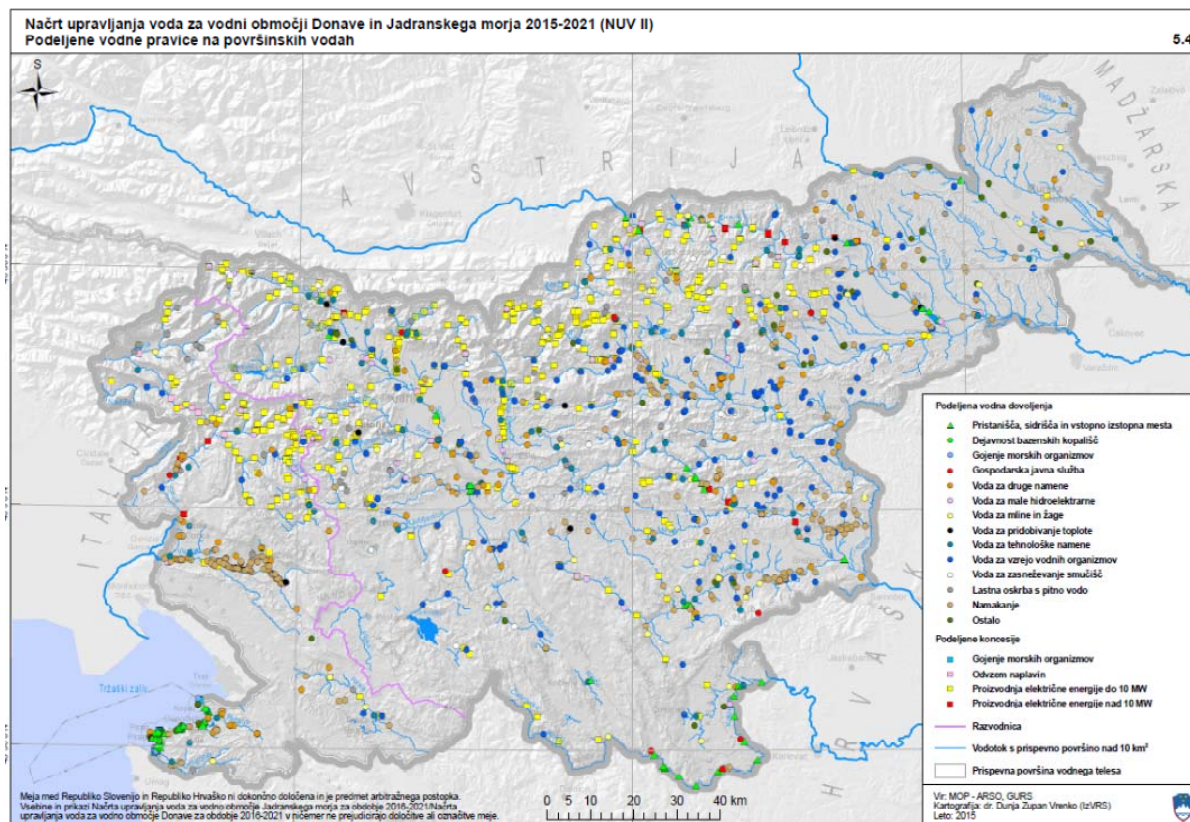 Načrt upravljanja voda za vodni območji Donave in Jadranskega morja 2015-2021 (NUV II)
Podeljene vodne pravice na površinskih vodah
5.4
S
AVSTRIJA
MADŽARSKA
ITALIJA
HRVAŠKA
Klagenfurt
Villach
Čakovec
Varaždin
Lenti
Tržaški zaliv
Umag
Karlovac
Podeljena vodna dovoljenja
Pristanišča, sidrišča in vstopno izstopna mesta
Dejavnost bazenskih kopališč
Gojenje morskih organizmov
Gospodarska javna služba
Voda za druge namene
Voda za male hidroelektrarne
Voda za mline in žage
Voda za pridobivanje toplote
Voda za tehnološke namene
Voda za vzrejo vodnih organizmov
Voda za zasneževanje smučišč
Lastna oskrba s pitno vodo
Namakanje
Ostalo
Podeljene koncesije
Gojenje morskih organizmov
Odvzem naplavin
Proizvodnja električne energije do 10 MW
Proizvodnja električne energije nad 10 MW
Razvodnica
Vodotok s prispevno površino nad 10 km²
Prispevna površina vodnega telesa
Meja med Republiko Slovenijo in Republiko Hrvaško ni dokončno določena in je predmet arbitražnega postopka.
Vsebine in prikazi Načrta upravljanja voda za vodno območje Jadranskega morja za obdobje 2016-2021/Načrta
upravljanja voda za vodno območje Donave za obdobje 2016-2021 v ničemer ne prejudicirajo določitve ali označitve meje.
0 5 10 20 30 40 km
Vir: MOP - ARSO, GURS
Kartografija: dr. Dunja Zupan Vrenko (IzVRS)
Leto: 2015